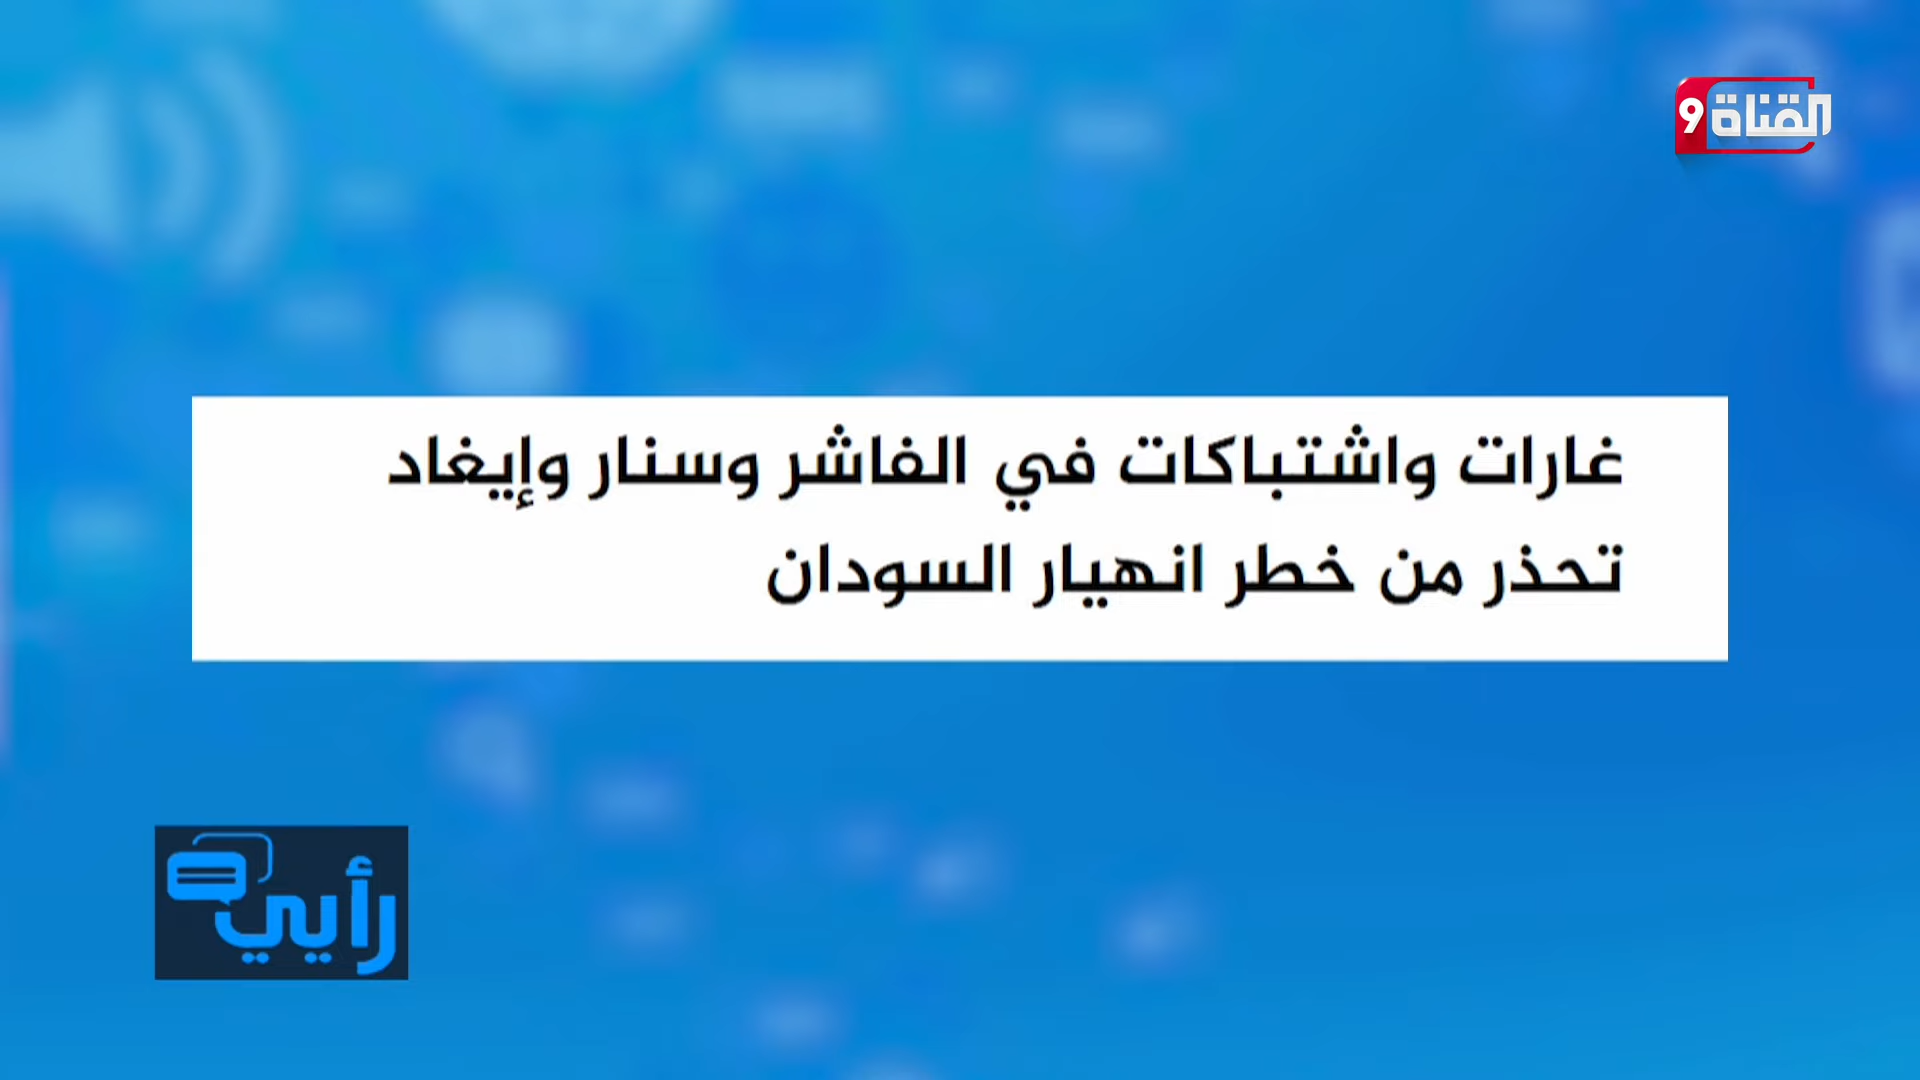 القناة 9
غارات واشتباكات في الفاشر وسنار وإيغاد
تحذر من خطر انهيار السودان
رأيي